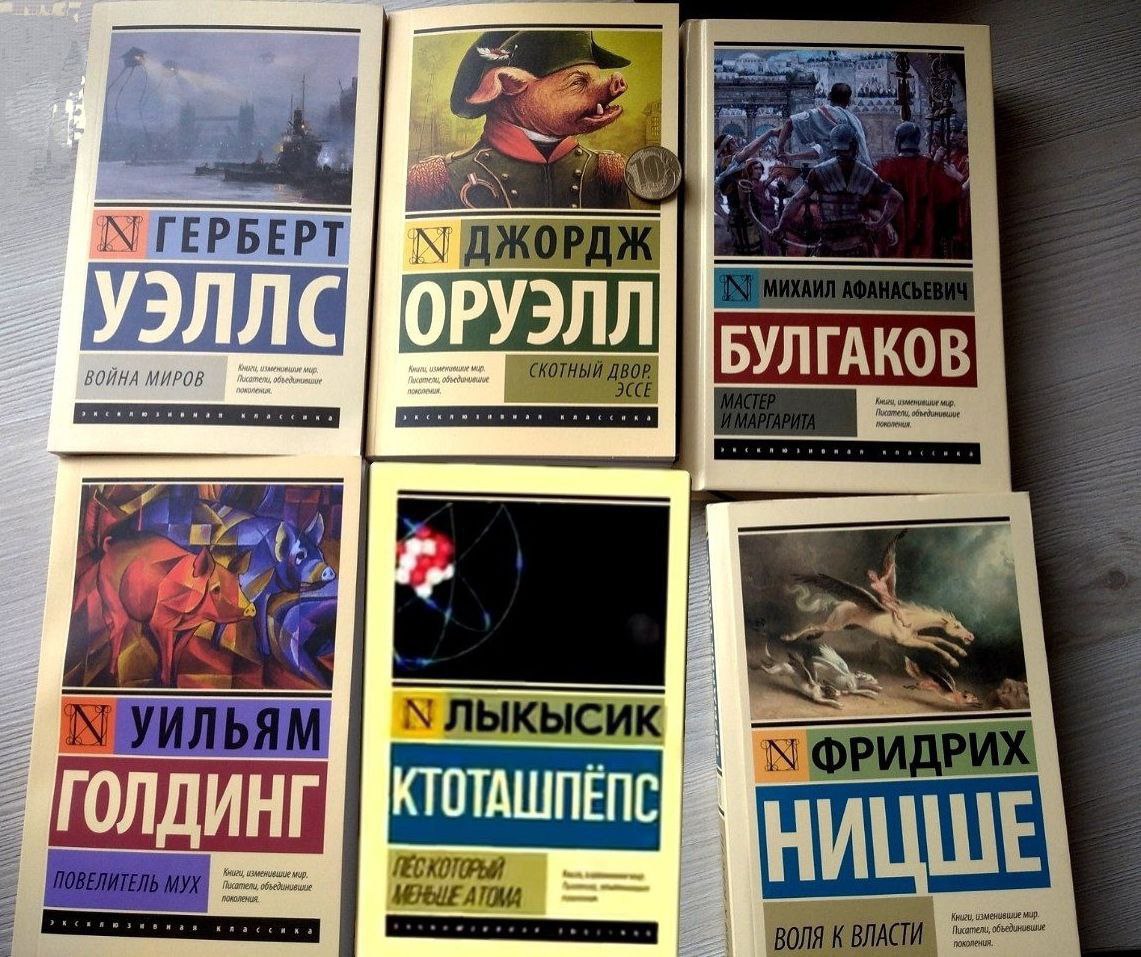 ГЕРБЕРТ
УЭЛЛС
ВОЙНА МИРОВ
Книги, изменившие мир.
Писатели, объединившие
поколения.
эксклюзивная классика
10
ДЖОРДЖ
ОРУЭЛЛ
Книги, изменившие мир.
Писатели, объединившие
поколения.
СКОТНЫЙ ДВОР.
ЭССЕ
эксклюзивная классика
МИХАИЛ АФАНАСЬЕВИЧ
БУЛГАКОВ
МАСТЕР
И МАРГАРИТА
Книги, изменившие мир.
Писатели, объединившие
поколения.
эксклюзивная классика
N УИЛЬЯМ
ГОЛДИНГ
ПОВЕЛИТЕЛЬ МУХ
Книги, изменившие мир.
Писатели, объединившие
поколения.
эксклюзивная классика
N ЛЫКЫСИК
КТОТАШПЁПС
ПЁС КОТОРЫЙ
МЕНЬШЕ АТОМА
N ФРИДРИХ
НИЦШЕ
ВОЛЯ К ВЛАСТИ
Книги, изменившие мир.
Писатели, объединившие
поколения.